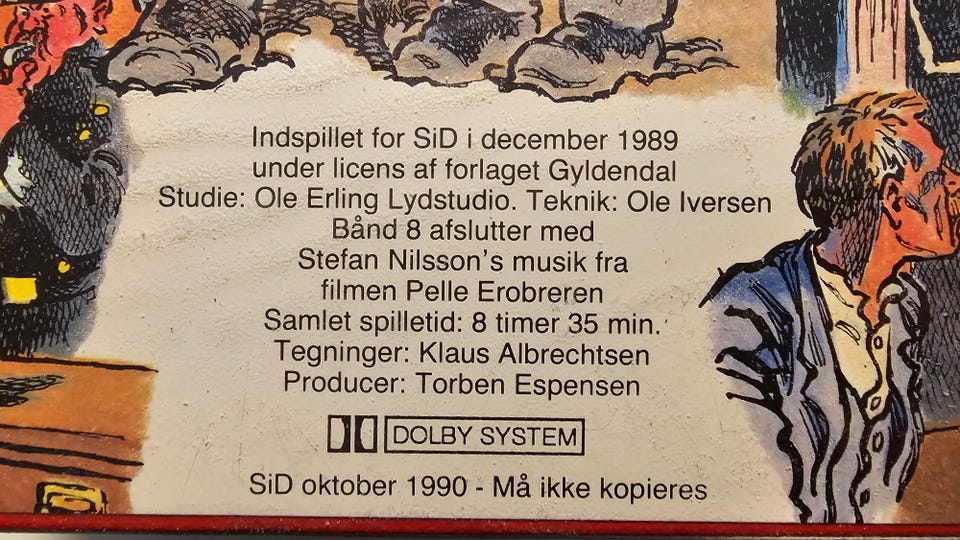 Indspillet for SiD i december 1989
under licens af forlaget Gyldendal
Studie: Ole Erling Lydstudio. Teknik: Ole Iversen
Bånd 8 afslutter med
Stefan Nilsson's musik fra
filmen Pelle Erobreren
Samlet spilletid: 8 timer 35 min.
Tegninger: Klaus Albrechtsen
Producer: Torben Espensen
DOLBY SYSTEM
SiD oktober 1990 - Må ikke kopieres